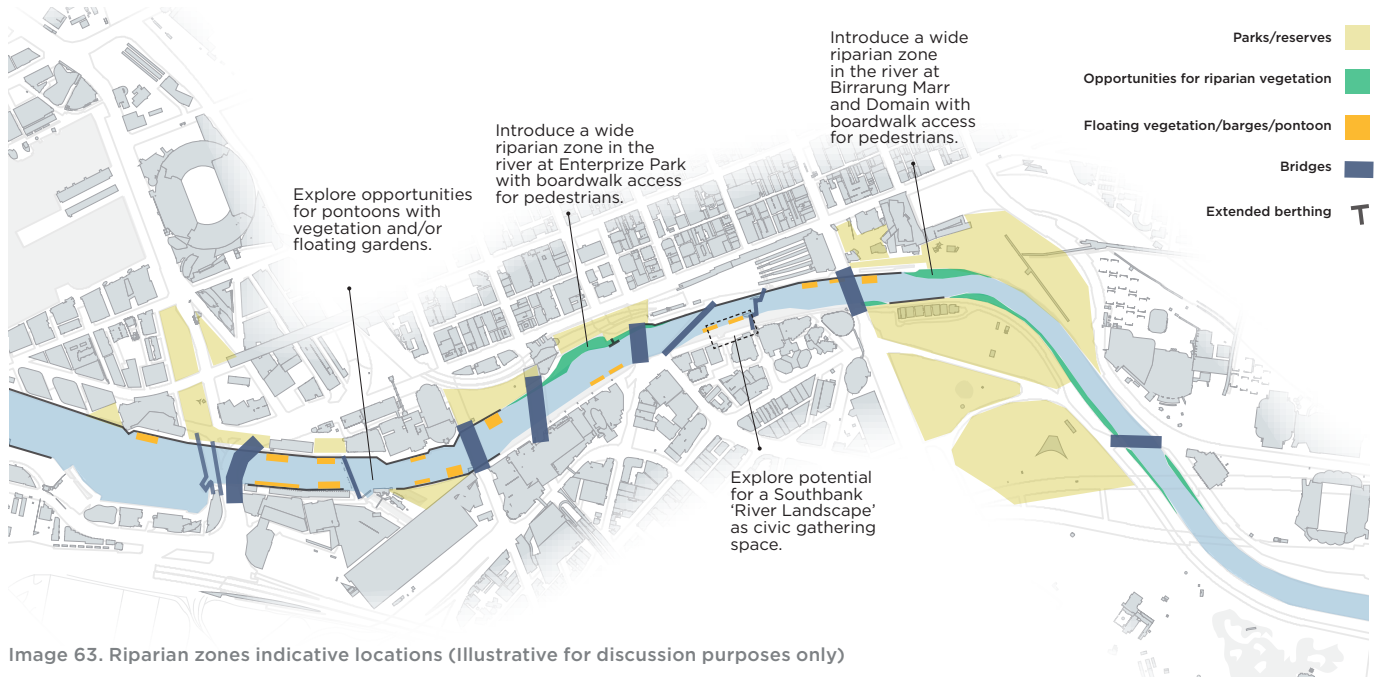 Introduce a wide
riparian zone
in the river at
Birrarung Marr
and Domain with
boardwalk access
for pedestrians.
Parks/reserves
Opportunities for riparian vegetation
Floating vegetation/barges/pontoon
Bridges
Extended berthing
Introduce a wide
riparian zone in the
river at Enterprize Park
with boardwalk access
for pedestrians.
Explore opportunities
for pontoons with
vegetation and/or
floating gardens.
Explore potential
for a Southbank
‘River Landscape’
as civic gathering
space.
Image 63. Riparian zones indicative locations (Illustrative for discussion purposes only)